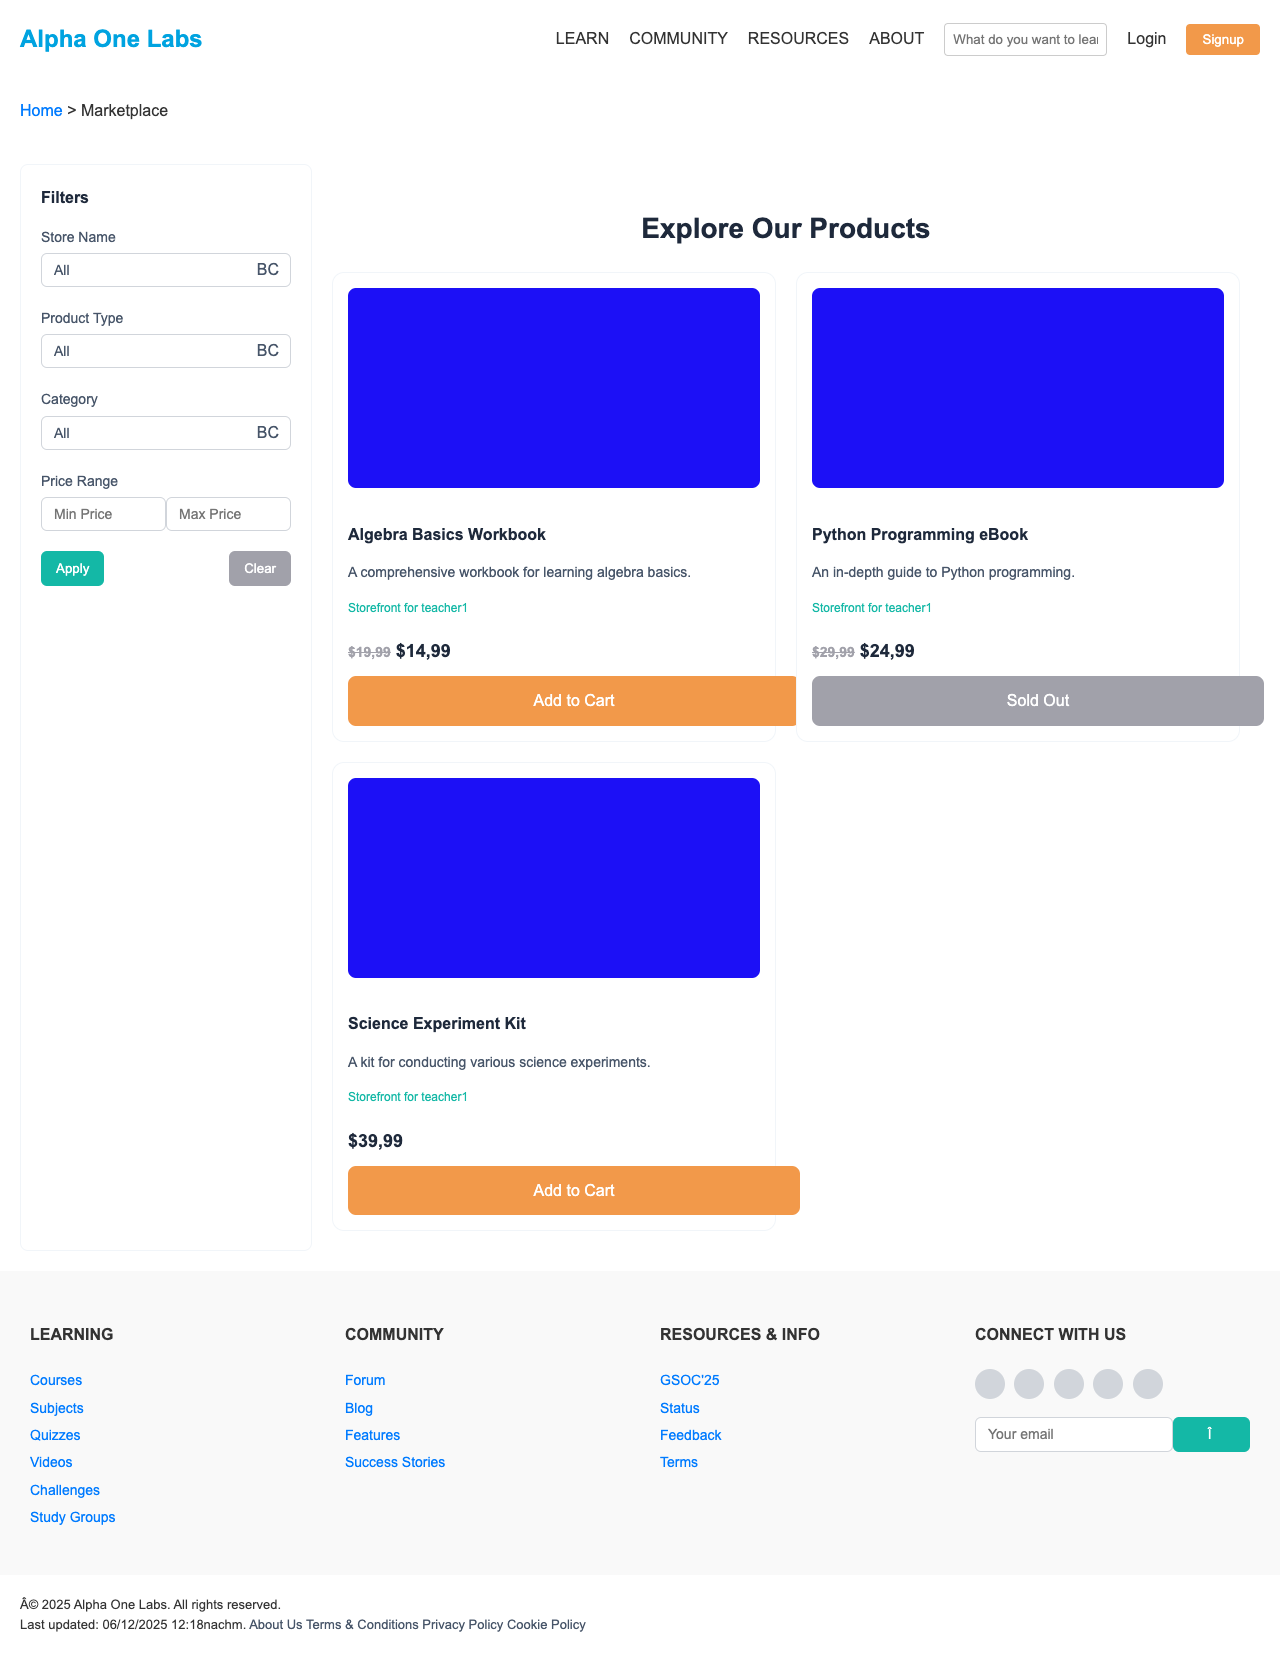 Alpha One Labs
LEARN COMMUNITY RESOURCES ABOUT What do you want to lear Login Signup
Home > Marketplace
Filters
Store Name
All BC
Product Type
All BC
Category
All BC
Price Range
Min Price Max Price
Apply Clear
Explore Our Products
Algebra Basics Workbook
A comprehensive workbook for learning algebra basics.
Storefront for teacher1
$19,99 $14,99
Add to Cart
Python Programming eBook
An in-depth guide to Python programming.
Storefront for teacher1
$29,99 $24,99
Sold Out
Science Experiment Kit
A kit for conducting various science experiments.
Storefront for teacher1
$39,99
Add to Cart
LEARNING
Courses
Subjects
Quizzes
Videos
Challenges
Study Groups
COMMUNITY
Forum
Blog
Features
Success Stories
RESOURCES & INFO
GSOC'25
Status
Feedback
Terms
CONNECT WITH US
Your email
Â© 2025 Alpha One Labs. All rights reserved.
Last updated: 06/12/2025 12:18nachm. About Us Terms & Conditions Privacy Policy Cookie Policy